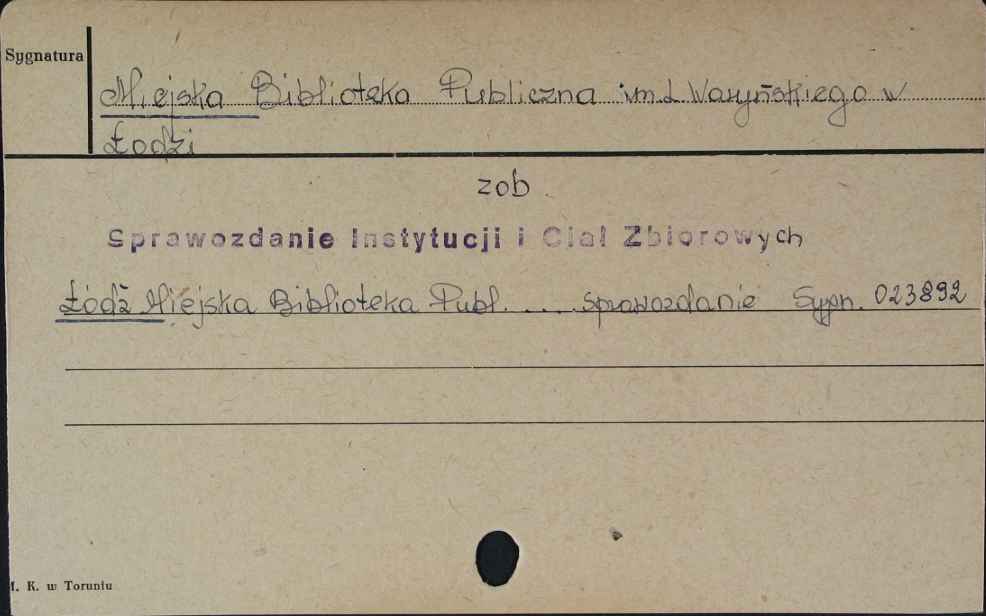 Sygnatura
Miejska Biblioteka Publiczna im. L. Waryńskiego w
Łodzi
zob.
Sprawozdanie Instytucji i Ciał Zbiorowych
Łódź Miejska Biblioteka Publ. .... Sprawozdanie Sygn. 023892
M. K. w Toruniu